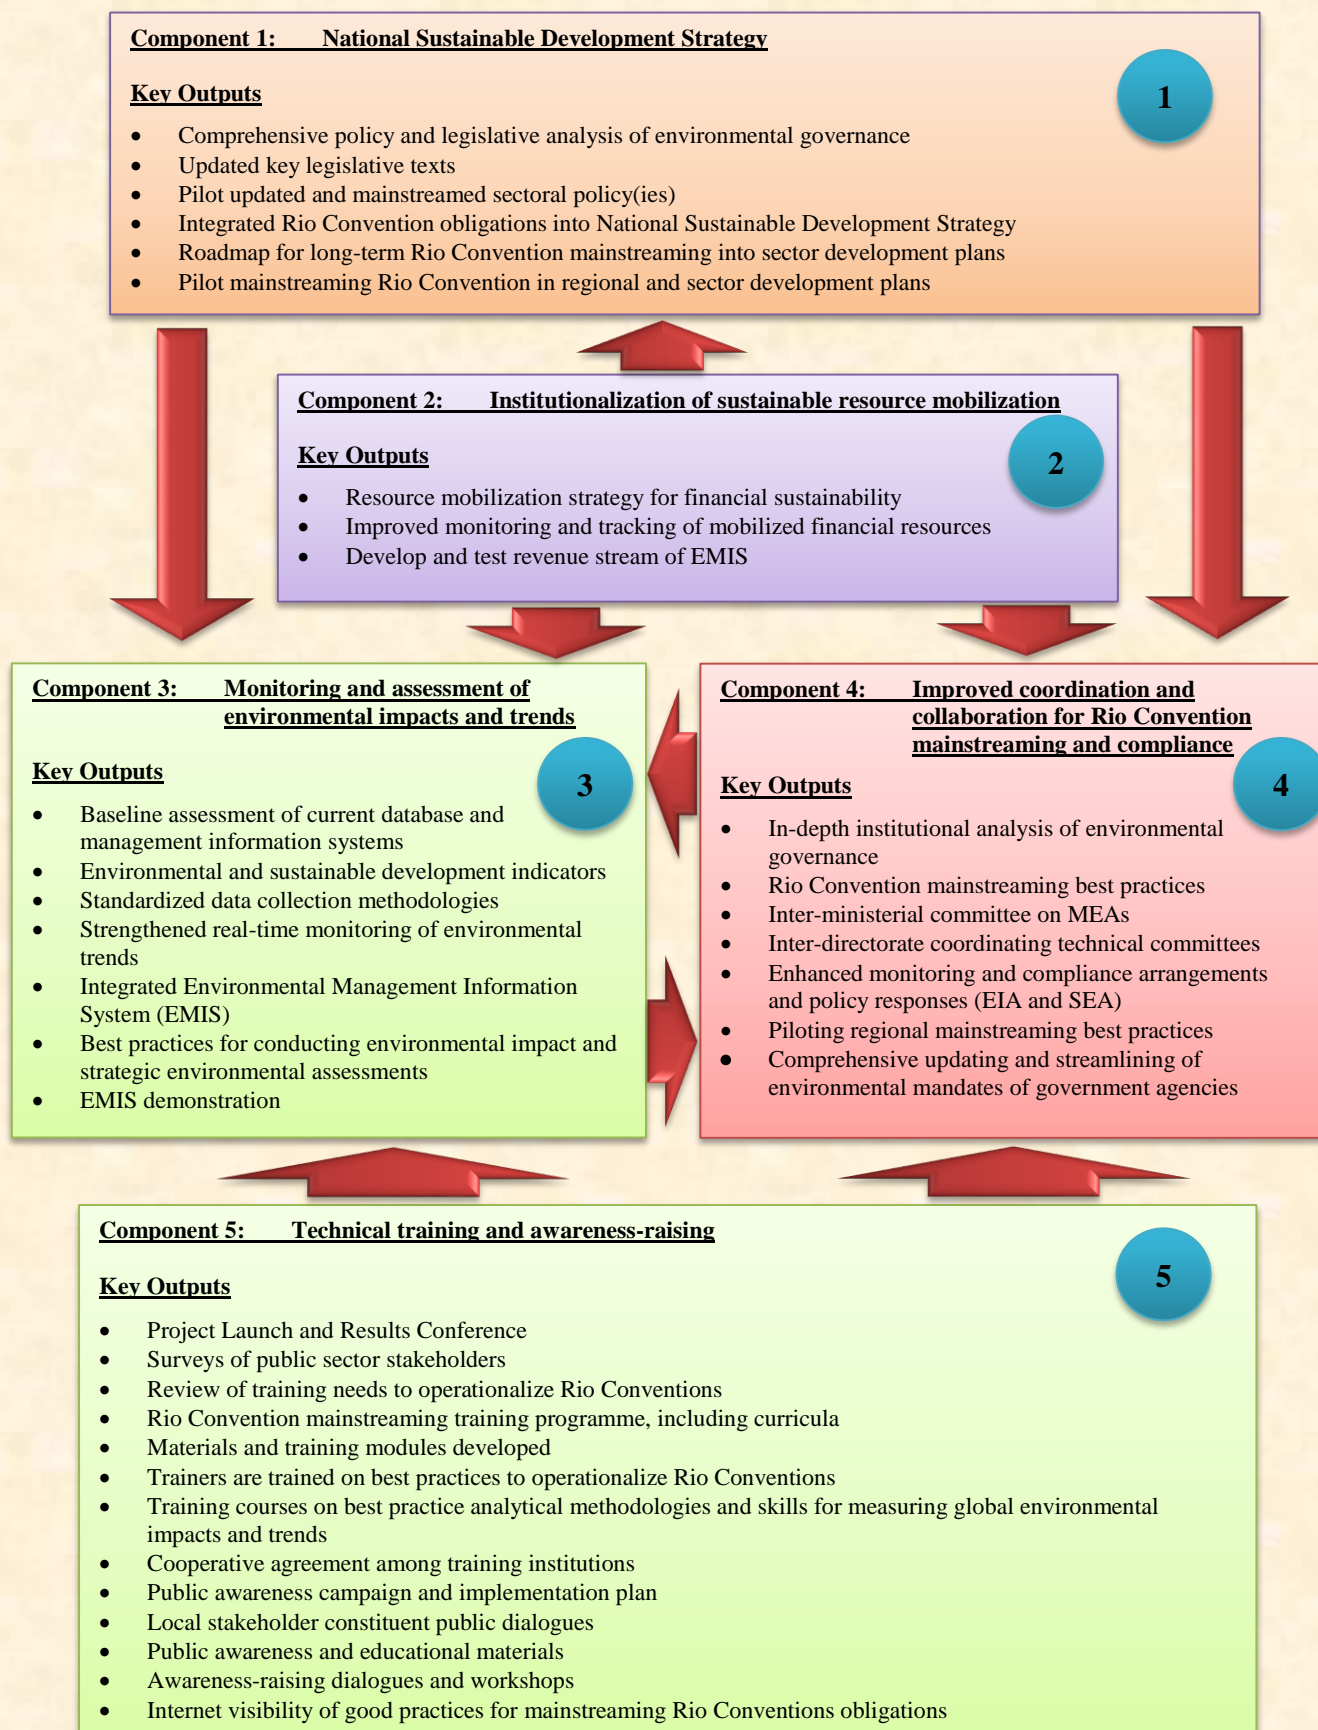 Component 1: National Sustainable Development Strategy
Key Outputs
1
• Comprehensive policy and legislative analysis of environmental governance
• Updated key legislative texts
• Pilot updated and mainstreamed sectoral policy(ies)
• Integrated Rio Convention obligations into National Sustainable Development Strategy
• Roadmap for long-term Rio Convention mainstreaming into sector development plans
• Pilot mainstreaming Rio Convention in regional and sector development plans
Component 2: Institutionalization of sustainable resource mobilization
Key Outputs
2
• Resource mobilization strategy for financial sustainability
• Improved monitoring and tracking of mobilized financial resources
• Develop and test revenue stream of EMIS
Component 3: Monitoring and assessment of
environmental impacts and trends
Key Outputs
3
• Baseline assessment of current database and
management information systems
• Environmental and sustainable development indicators
• Standardized data collection methodologies
• Strengthened real-time monitoring of environmental
trends
• Integrated Environmental Management Information
System (EMIS)
• Best practices for conducting environmental impact and
strategic environmental assessments
• EMIS demonstration
Component 4: Improved coordination and
collaboration for Rio Convention
mainstreaming and compliance
Key Outputs
4
• In-depth institutional analysis of environmental
governance
• Rio Convention mainstreaming best practices
• Inter-ministerial committee on MEAs
• Inter-directorate coordinating technical committees
• Enhanced monitoring and compliance arrangements
and policy responses (EIA and SEA)
• Piloting regional mainstreaming best practices
• Comprehensive updating and streamlining of
environmental mandates of government agencies
Component 5: Technical training and awareness-raising
Key Outputs
5
• Project Launch and Results Conference
• Surveys of public sector stakeholders
• Review of training needs to operationalize Rio Conventions
• Rio Convention mainstreaming training programme, including curricula
• Materials and training modules developed
• Trainers are trained on best practices to operationalize Rio Conventions
• Training courses on best practice analytical methodologies and skills for measuring global environmental
impacts and trends
• Cooperative agreement among training institutions
• Public awareness campaign and implementation plan
• Local stakeholder constituent public dialogues
• Public awareness and educational materials
• Awareness-raising dialogues and workshops
• Internet visibility of good practices for mainstreaming Rio Conventions obligations